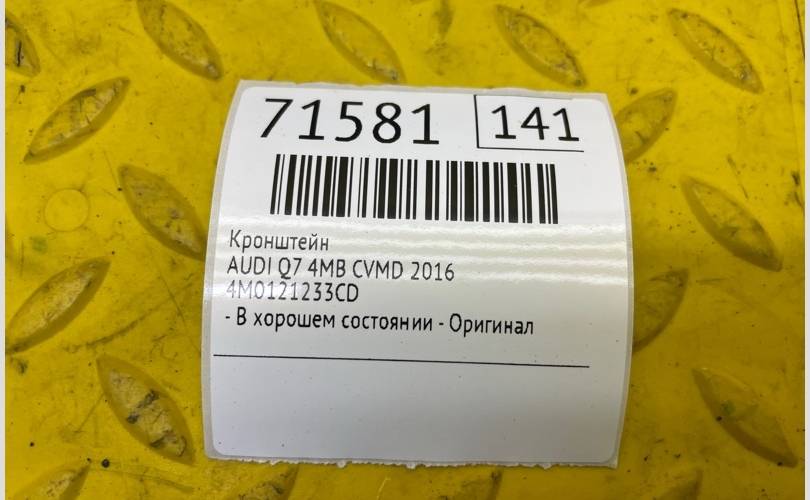 71581 141
Кронштейн
AUDI Q7 4MB CVMD 2016
4M0121233CD
- В хорошем состоянии - Оригинал